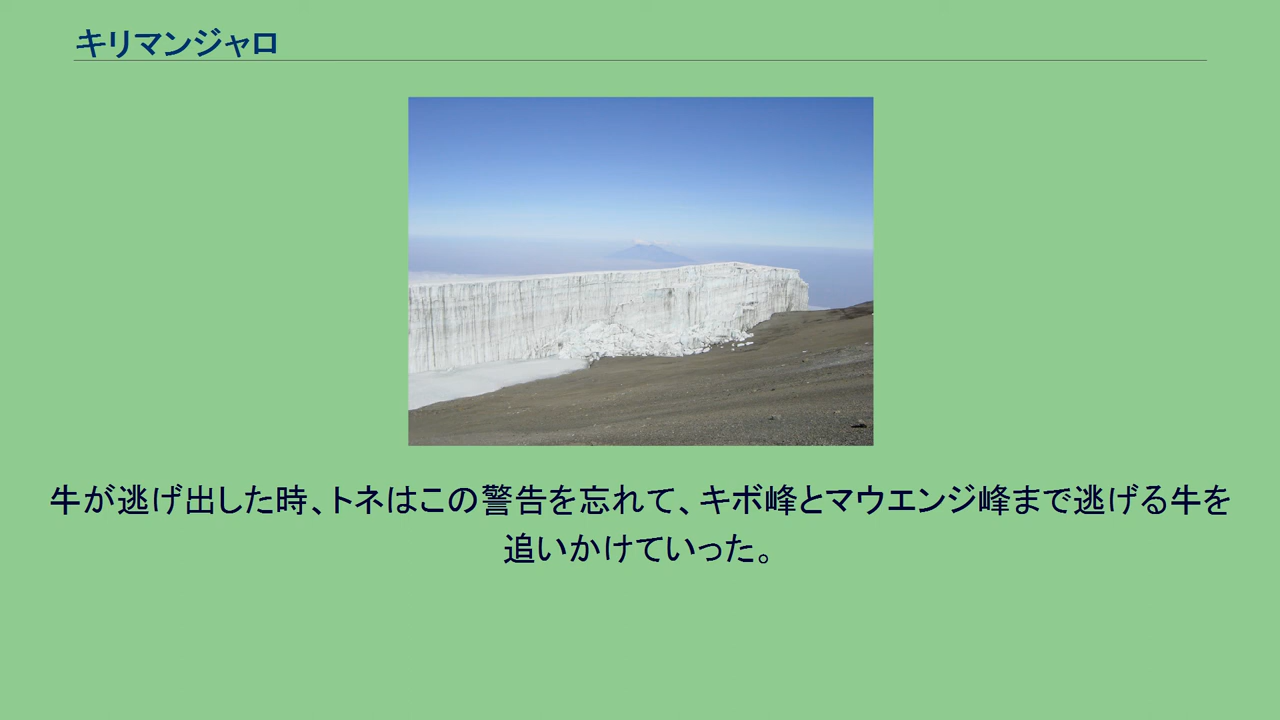 キリマンジャロ
牛が逃げ出した時、トネはこの警告を忘れて、キボ峰とマウエンジ峰まで逃げる牛を
追いかけていった。